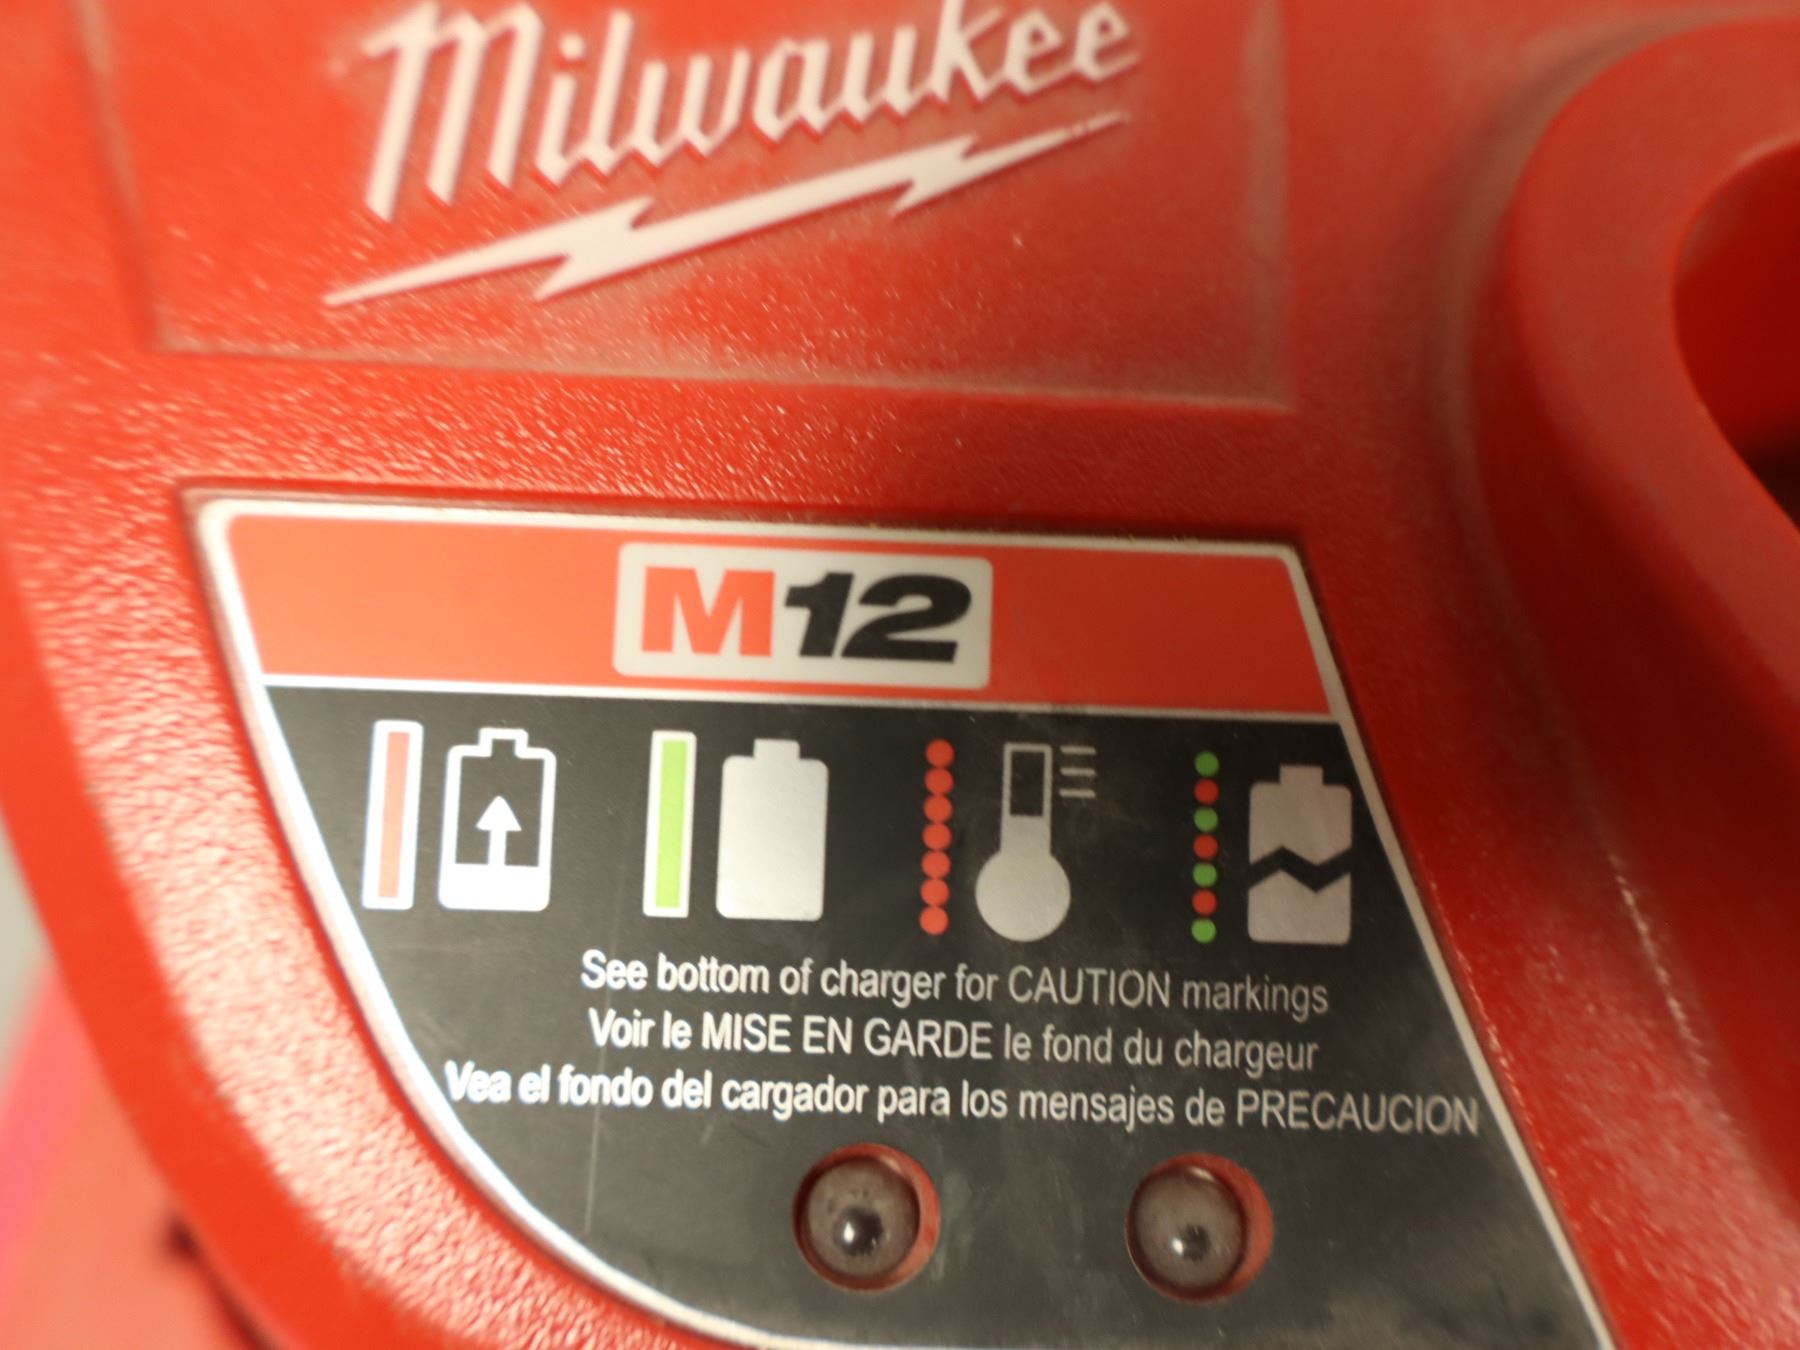 Milwaukee
M12
See bottom of charger for CAUTION markings
Voir le MISE EN GARDE le fond du chargeur
Vea el fondo del cargador para los mensajes de PRECAUCION